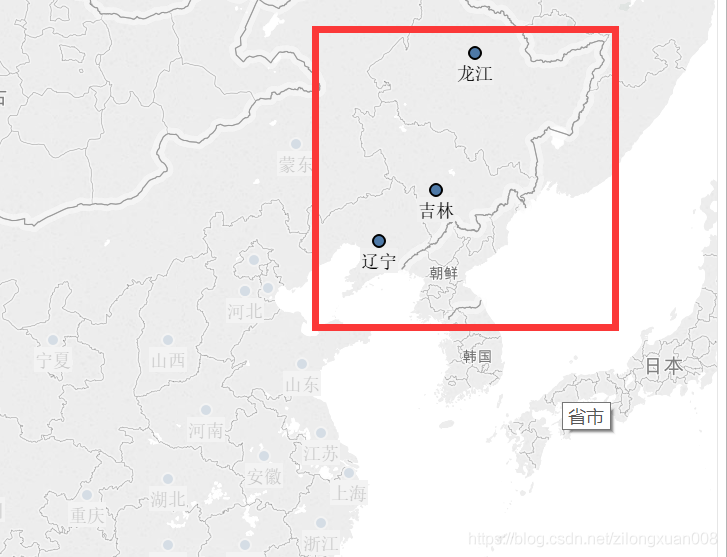 龙江
石
蒙东
吉林
辽宁
朝鲜
河北
宁夏
山西
韩国
日本
山东
河南
省市
江苏
安徽
上海
湖北
重庆
浙江
https://blog.csdn.net/zilongxuan008